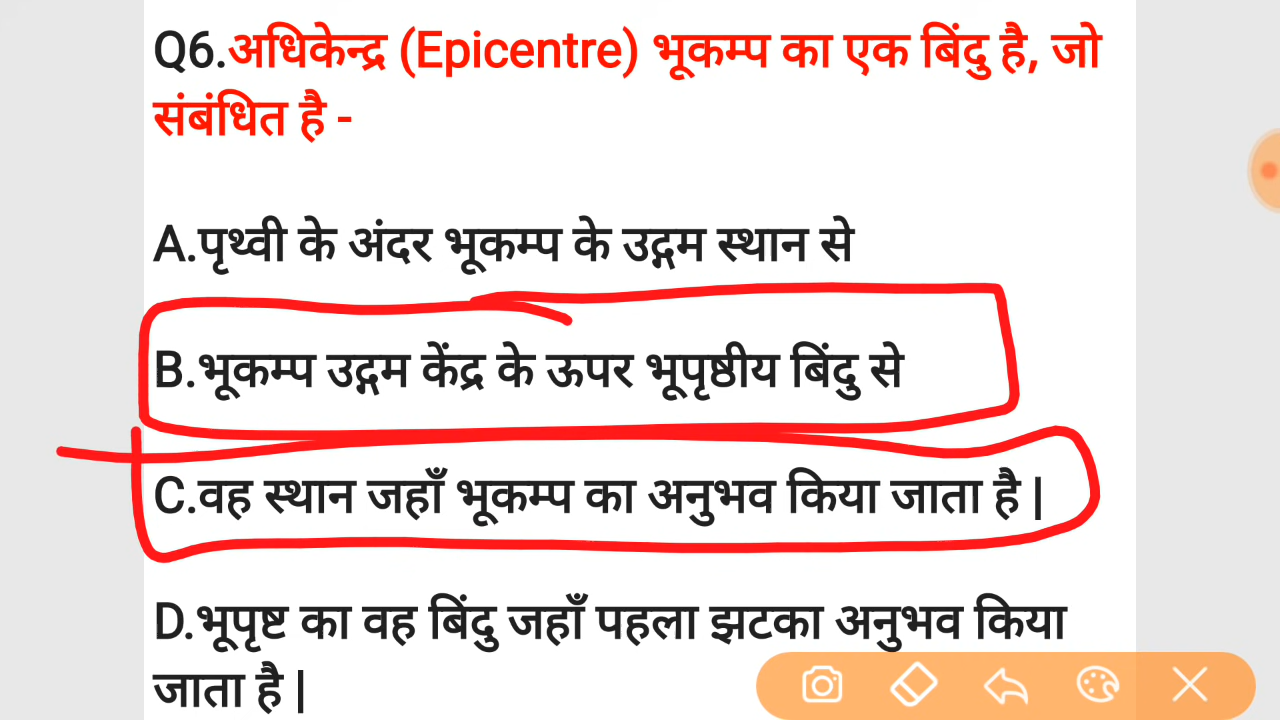 Q6.अधिकेन्द्र (Epicentre) भूकम्प का एक बिंदु है, जो
संबंधित है -
A.पृथ्वी के अंदर भूकम्प के उद्गम स्थान से
B.भूकम्प उद्गम केंद्र के ऊपर भूपृष्ठीय बिंदु से
C.वह स्थान जहाँ भूकम्प का अनुभव किया जाता है |
D.भूपृष्ट का वह बिंदु जहाँ पहला झटका अनुभव किया
जाता है |